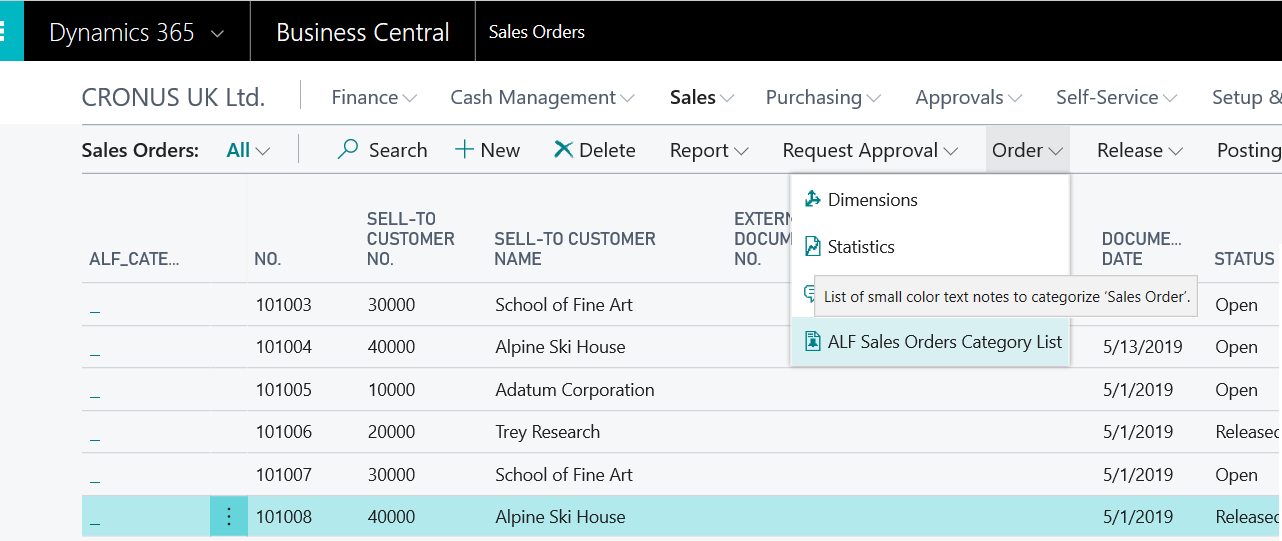 Dynamics 365 Business Central Sales Orders
CRONUS UK Ltd. Finance Cash Management Sales Purchasing Approvals Self-Service Setup &
Sales Orders: All Search New Delete Report Request Approval Order Release Posting
Dimensions
Statistics
List of small color text notes to categorize ‘Sales Order’.
ALF Sales Orders Category List
ALF_CATE... NO. SELL-TO CUSTOMER NO. SELL-TO CUSTOMER NAME EXTERN DOCUM NO. DOCUME... DATE STATUS
_ 101003 30000 School of Fine Art Open
_ 101004 40000 Alpine Ski House 5/13/2019 Open
_ 101005 10000 Adatum Corporation 5/1/2019 Open
_ 101006 20000 Trey Research 5/1/2019 Released
_ 101007 30000 School of Fine Art 5/1/2019 Open
_ 101008 40000 Alpine Ski House 5/1/2019 Released